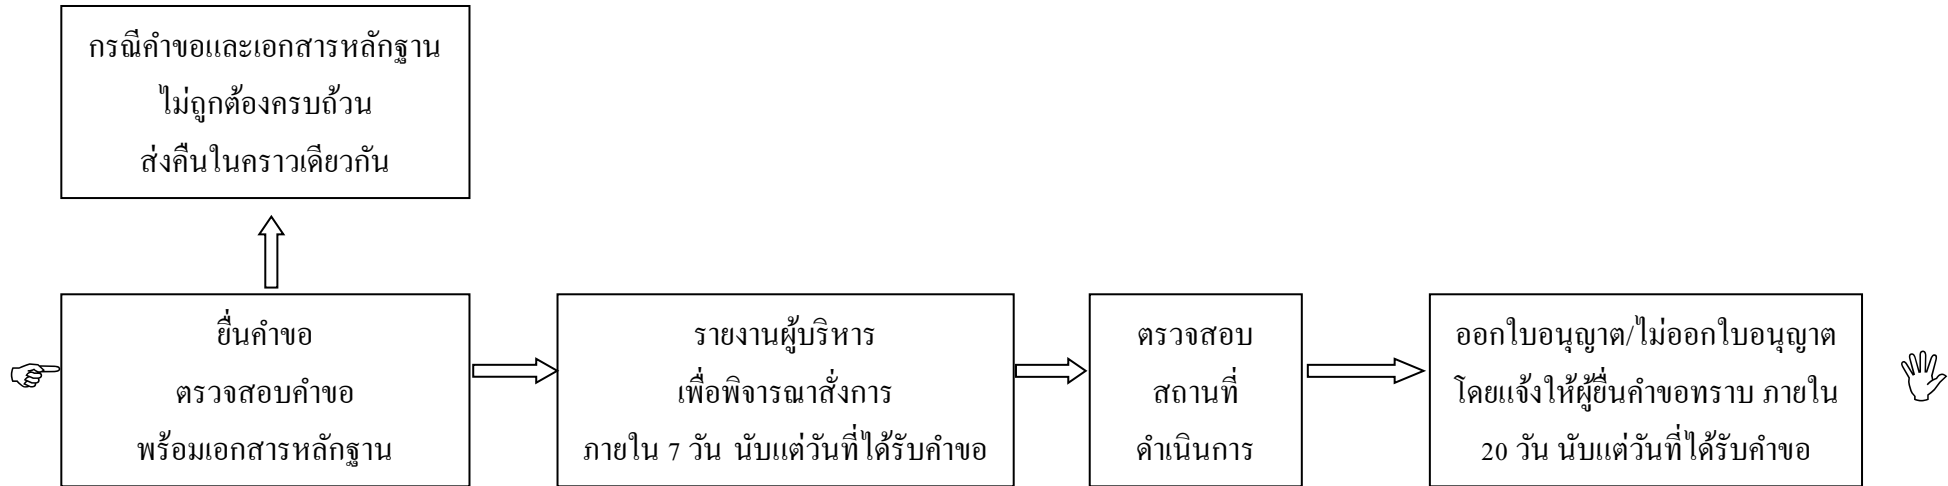 กรณีคำขอและเอกสารหลักฐาน
ไม่ถูกต้องครบถ้วน
ส่งคืนในคราวเดียวกัน
ยื่นคำขอ
ตรวจสอบคำขอ
พร้อมเอกสารหลักฐาน
รายงานผู้บริหาร
เพื่อพิจารณาสั่งการ
ภายใน 7 วัน นับแต่วันที่ได้รับคำขอ
ตรวจสอบ
สถานที่
ดำเนินการ
ออกใบอนุญาต/ไม่ออกใบอนุญาต
โดยแจ้งให้ผู้ยื่นคำขอทราบ ภายใน
20 วัน นับแต่วันที่ได้รับคำขอ